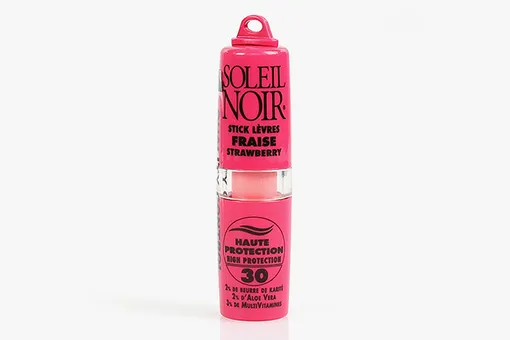 SOLEIL
NOIR
STICK LÈVRES
FRAISE
STRAWBERRY
HAUTE
PROTECTION
HIGH PROTECTION
30
2% DE BEURRE DE KARITÉ
2% D'ALOE VERA
2% DE MULTIVITAMINES